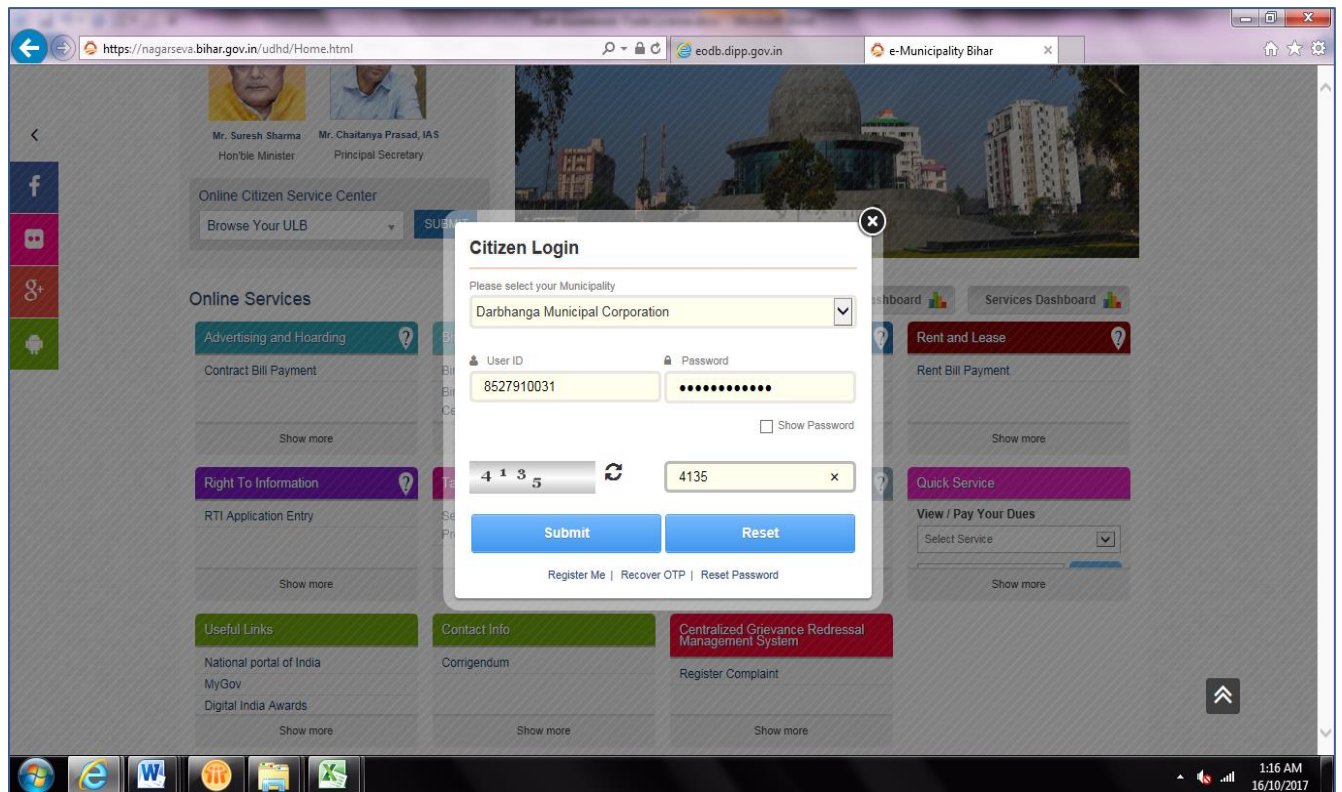 https://nagarseva.bihar.gov.in/udhd/Home.html
eodb.dipp.gov.in
e-Municipality Bihar
Mr. Suresh Sharma
Hon'ble Minister
Mr. Chaitanya Prasad, IAS
Principal Secretary
Online Citizen Service Center
Browse Your ULB
SUBM
Citizen Login
Please select your Municipality
Darbhanga Municipal Corporation
User ID
Password
8527910031
••••••••••••
Show Password
4 1 3 5
4135
Submit
Reset
Register Me | Recover OTP | Reset Password
Online Services
Services Dashboard
Advertising and Hoarding
Contract Bill Payment
Show more
Rent and Lease
Rent Bill Payment
Show more
Right To Information
RTI Application Entry
Show more
Quick Service
View / Pay Your Dues
Select Service
Show more
Useful Links
National portal of India
MyGov
Digital India Awards
Show more
Contact Info
Corrigendum
Show more
Centralized Grievance Redressal
Management System
Register Complaint
Show more
1:16 AM
16/10/2017